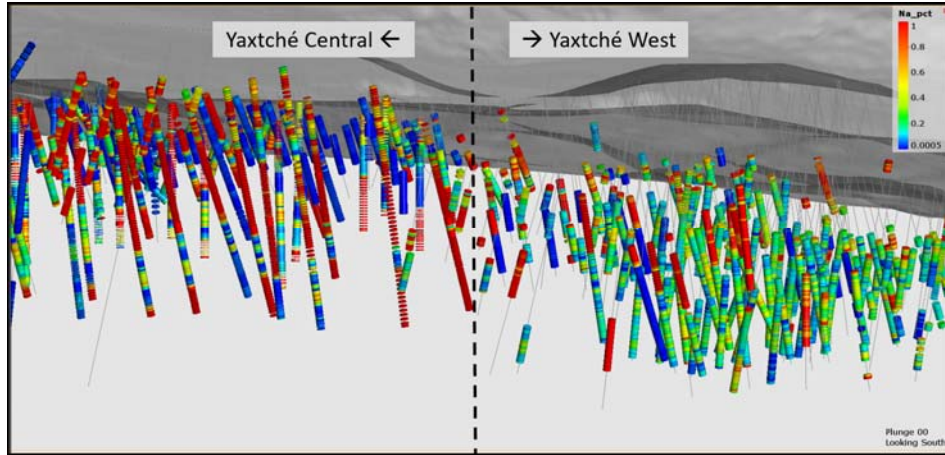 Yaxtché Central ←
→ Yaxtché West
Na_pct
1
0.8
0.6
0.4
0.2
0.0005
Plunge 00
Looking South